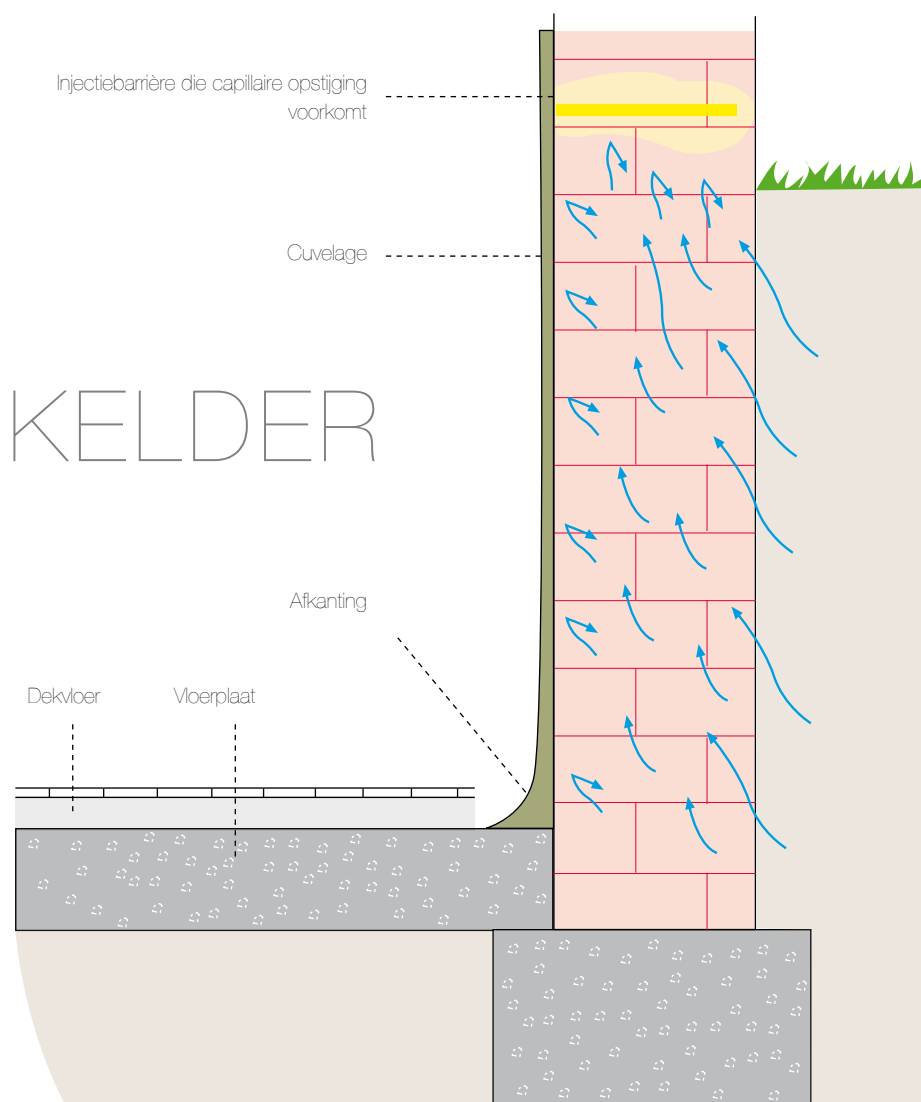 Injectiebarrière die capillaire opstijging
voorkomt
Cuvelage
KELDER
Afkanting
Dekvloer
Vloerplaat